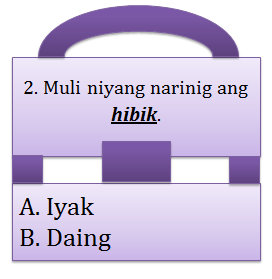 2. Muli niyang narinig ang
hibik.
A. Iyak
B. Daing